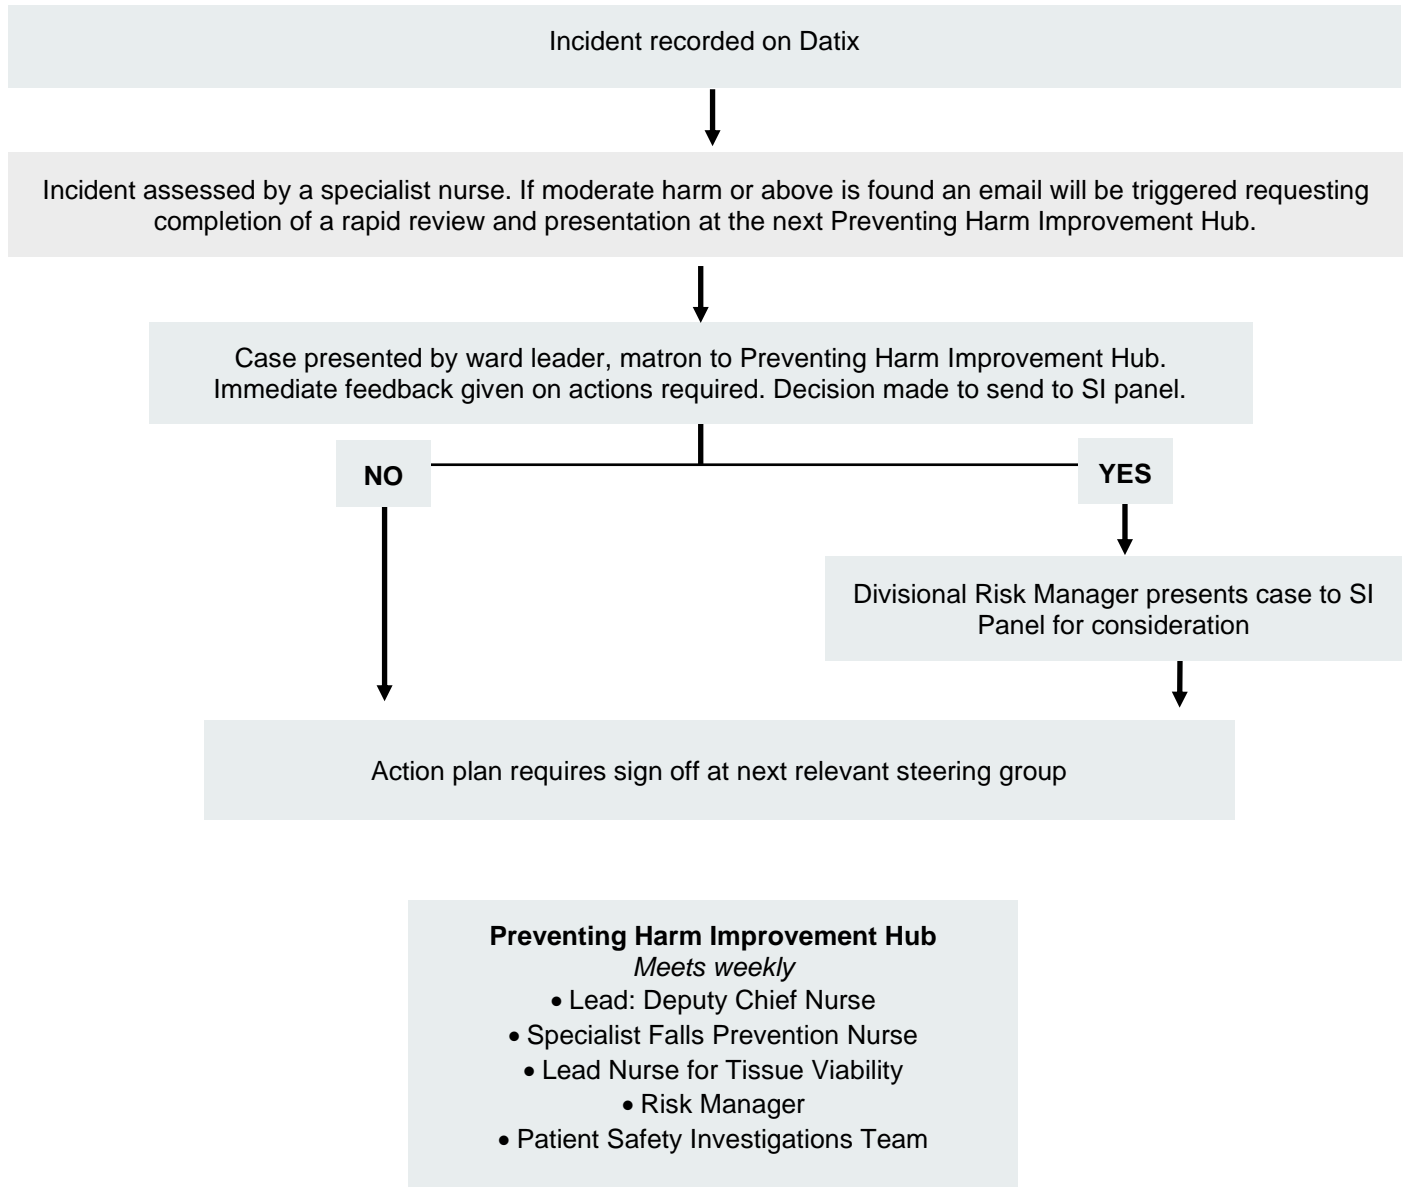 Incident recorded on Datix
Incident assessed by a specialist nurse. If moderate harm or above is found an email will be triggered requesting
completion of a rapid review and presentation at the next Preventing Harm Improvement Hub.
Case presented by ward leader, matron to Preventing Harm Improvement Hub.
Immediate feedback given on actions required. Decision made to send to SI panel.
NO
YES
Divisional Risk Manager presents case to SI
Panel for consideration
Action plan requires sign off at next relevant steering group
Preventing Harm Improvement Hub
Meets weekly
• Lead: Deputy Chief Nurse
• Specialist Falls Prevention Nurse
• Lead Nurse for Tissue Viability
• Risk Manager
• Patient Safety Investigations Team